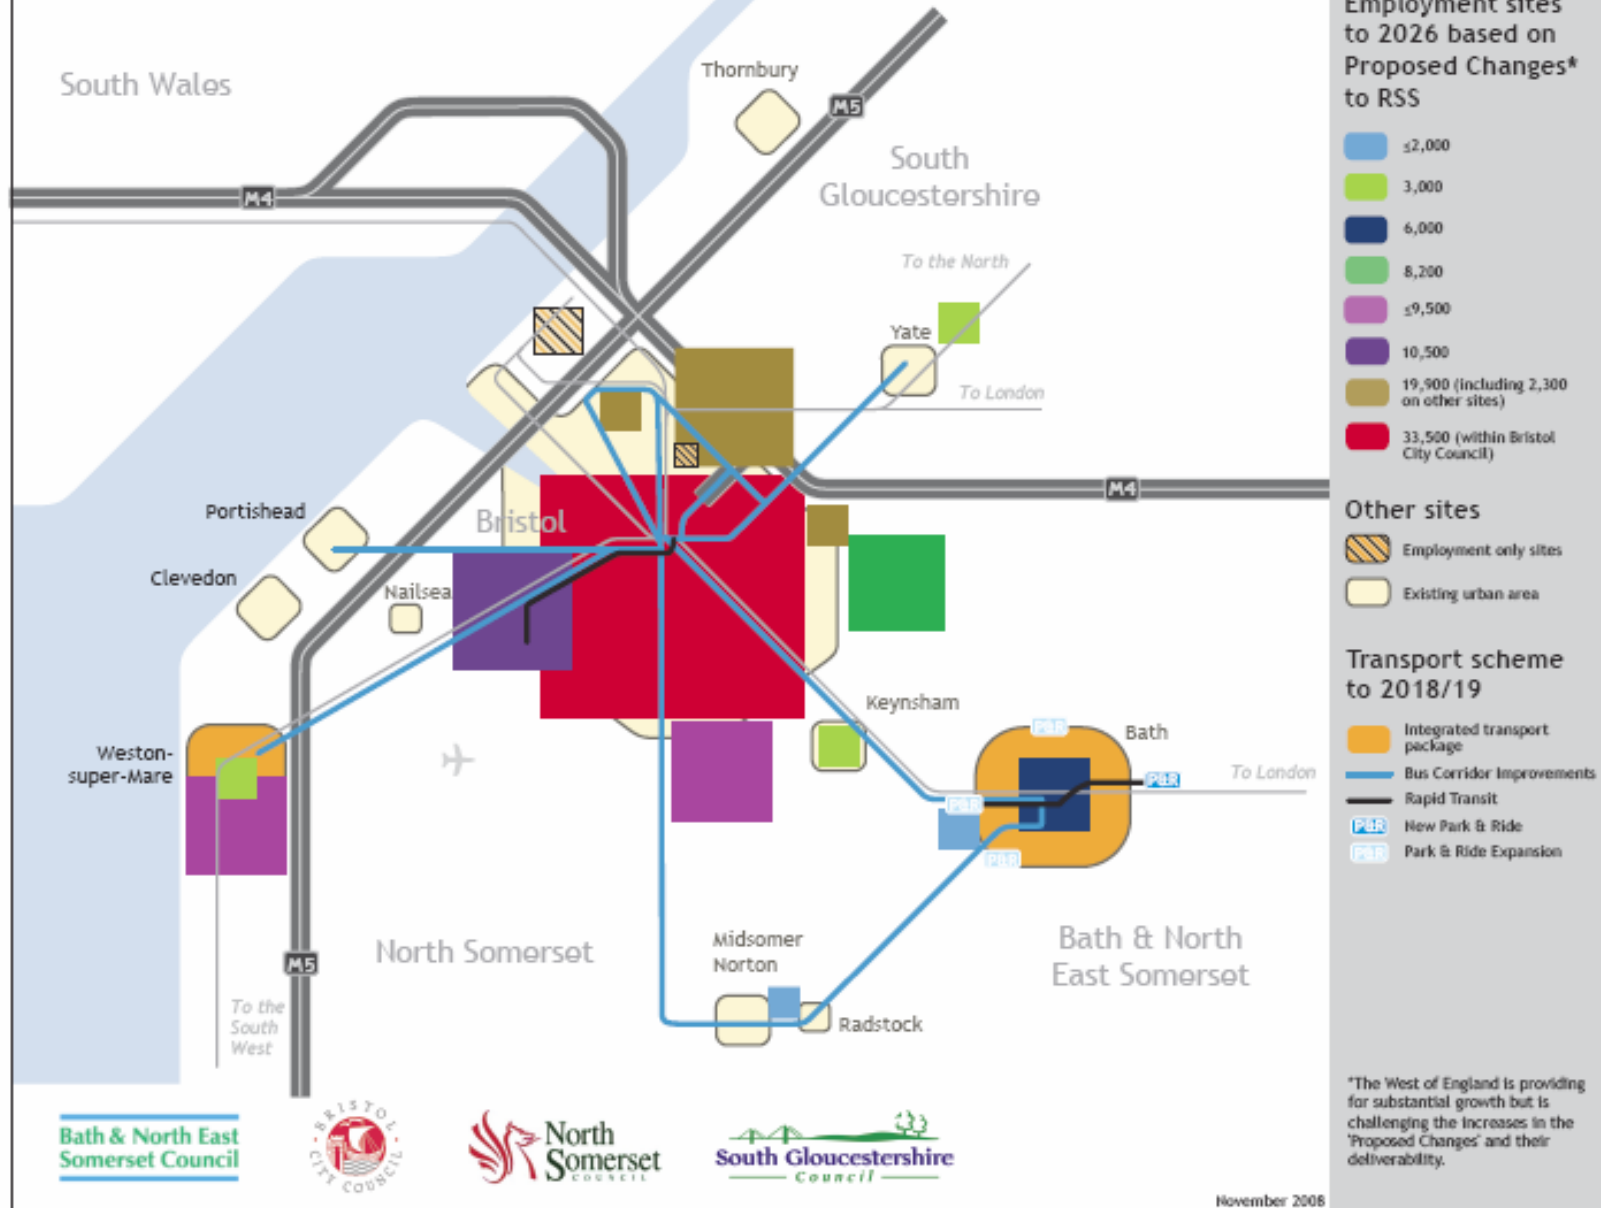 South Wales
Thornbury
M5
South
Gloucestershire
M4
To the North
Yate
To London
M4
Portishead
Bristol
Clevedon
Nailsea
Keynsham
Weston-
super-Mare
P&R
Bath
P&R
To London
P&R
P&R
North Somerset
Midsomer
Norton
Bath & North
East Somerset
M5
To the
South
West
Radstock
Bath & North East
Somerset Council
BRISTOL
CITY COUNCIL
North
Somerset
COUNCIL
South Gloucestershire
Council
November 2008
Employment sites
to 2026 based on
Proposed Changes*
to RSS
≤2,000
3,000
6,000
8,200
≤9,500
10,500
19,900 (including 2,300
on other sites)
33,500 (within Bristol
City Council)
Other sites
Employment only sites
Existing urban area
Transport scheme
to 2018/19
Integrated transport
package
Bus Corridor Improvements
Rapid Transit
P&R New Park & Ride
P&R Park & Ride Expansion
*The West of England is providing
for substantial growth but is
challenging the increases in the
'Proposed Changes' and their
deliverability.